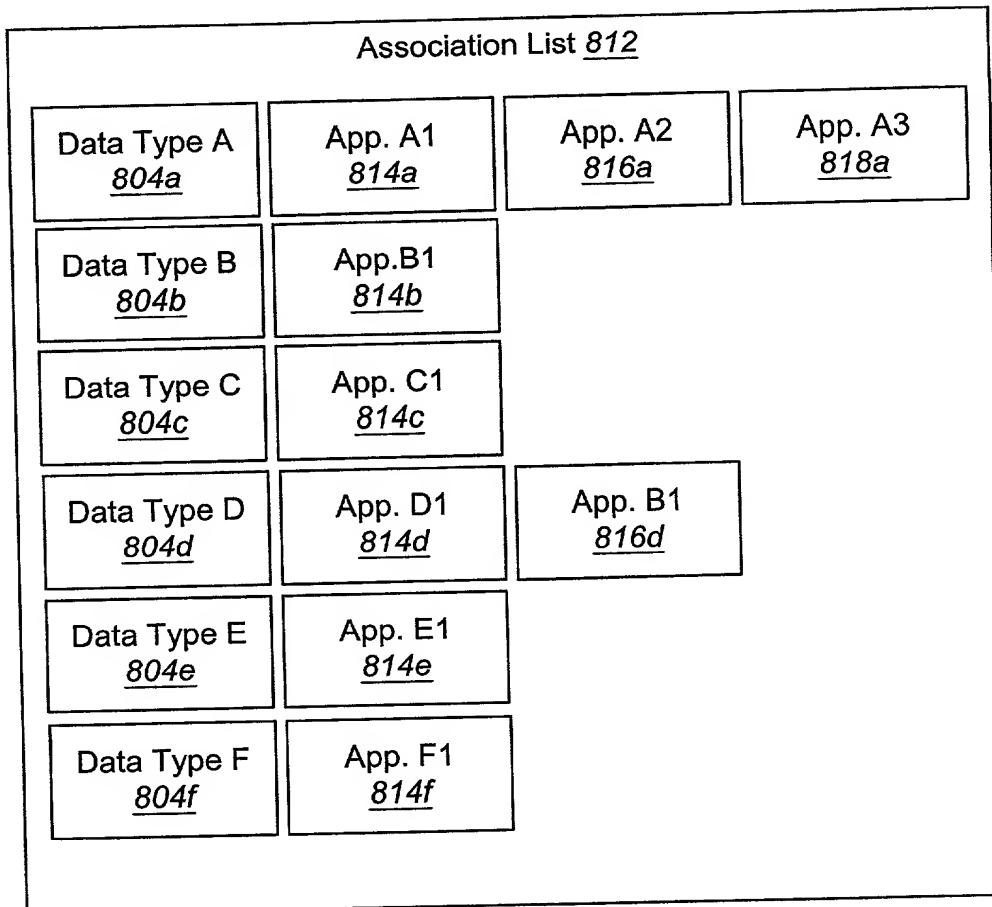 Association List 812
Data Type A
804a
App. A1
814a
App. A2
816a
App. A3
818a
Data Type B
804b
App.B1
814b
Data Type C
804c
App. C1
814c
Data Type D
804d
App. D1
814d
App. B1
816d
Data Type E
804e
App. E1
814e
Data Type F
804f
App. F1
814f